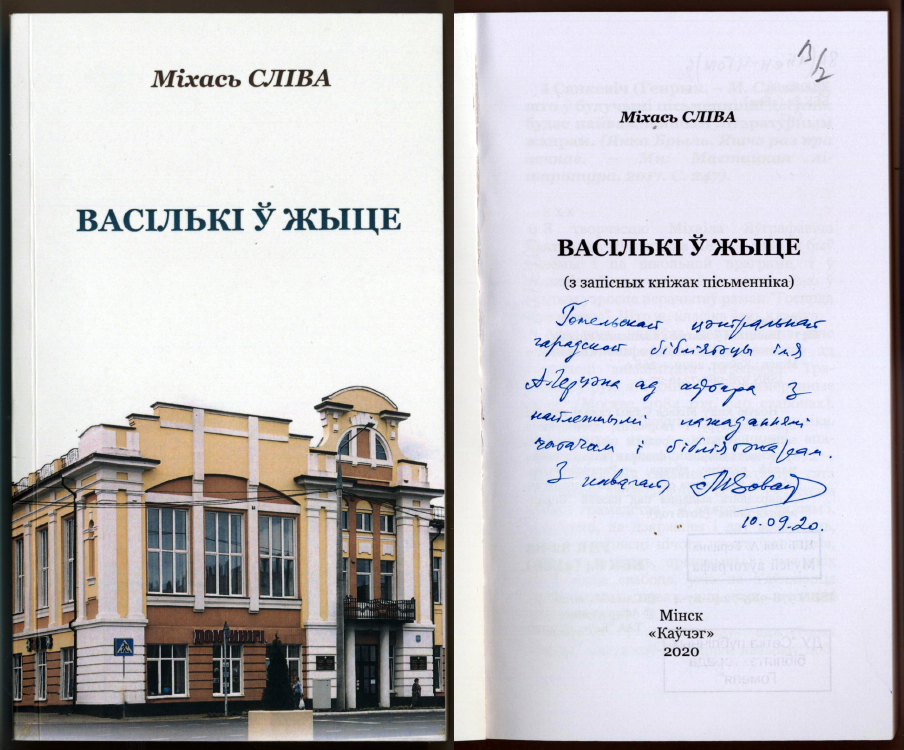 Міхась СЛІВА
ВАСІЛЬКІ Ў ЖЫЦЕ
ДОМІНІКІ
Міхась СЛІВА
ВАСІЛЬКІ Ў ЖЫЦЕ
(з запісных кніжак пісьменніка)
Гомельскай цэнтральнай
гарадской бібліятэцы імя
А. Герцэна ад аўтара з
найлепшымі пажаданнямі
чытачам і бібліятэкарам.
З павагай,
10.09.20.
Мінск
«Каўчэг»
2020